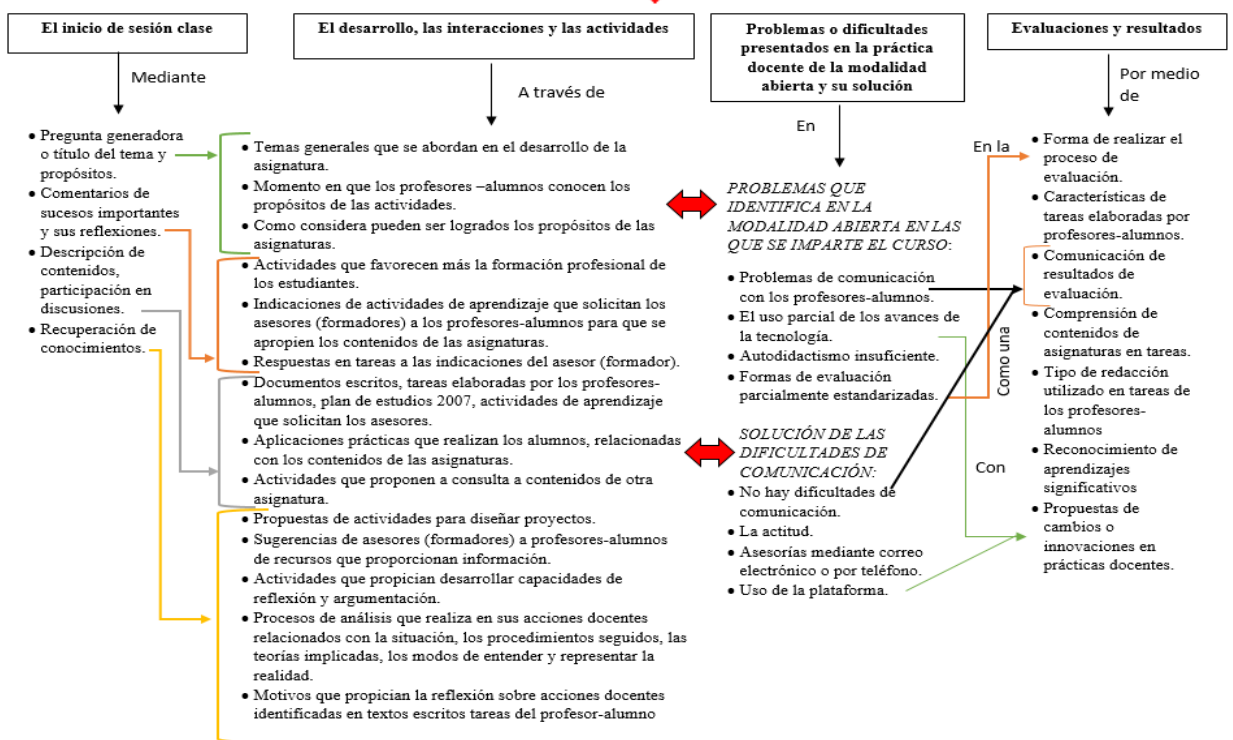 El inicio de sesión clase
Mediante
• Pregunta generadora
o título del tema y
propósitos.
• Comentarios de
sucesos importantes
y sus reflexiones.
• Descripción de
contenidos,
participación en
discusiones.
• Recuperación de
conocimientos.
El desarrollo, las interacciones y las actividades
A través de
• Temas generales que se abordan en el desarrollo de la
asignatura.
• Momento en que los profesores –alumnos conocen los
propósitos de las actividades.
• Como considera pueden ser logrados los propósitos de las
asignaturas.
• Actividades que favorecen más la formación profesional de
los estudiantes.
• Indicaciones de actividades de aprendizaje que solicitan los
asesores (formadores) a los profesores-alumnos para que se
apropien los contenidos de las asignaturas.
• Respuestas en tareas a las indicaciones del asesor (formador).
• Documentos escritos, tareas elaboradas por los profesores-
alumnos, plan de estudios 2007, actividades de aprendizaje
que solicitan los asesores.
• Aplicaciones prácticas que realizan los alumnos, relacionadas
con los contenidos de las asignaturas.
• Actividades que proponen a consulta a contenidos de otra
asignatura.
• Propuestas de actividades para diseñar proyectos.
• Sugerencias de asesores (formadores) a profesores-alumnos
de recursos que proporcionan información.
• Actividades que propician desarrollar capacidades de
reflexión y argumentación.
• Procesos de análisis que realiza en sus acciones docentes
relacionados con la situación, los procedimientos seguidos, las
teorías implicadas, los modos de entender y representar la
realidad.
• Motivos que propician la reflexión sobre acciones docentes
identificadas en textos escritos tareas del profesor-alumno
Problemas o dificultades
presentados en la práctica
docente de la modalidad
abierta y su solución
En
PROBLEMAS QUE
IDENTIFICA EN LA
MODALIDAD ABIERTA EN LAS
QUE SE IMPARTE EL CURSO:
• Problemas de comunicación
con los profesores-alumnos.
• El uso parcial de los avances de
la tecnología.
• Autodidactismo insuficiente.
• Formas de evaluación
parcialmente estandarizadas.
SOLUCIÓN DE LAS
DIFICULTADES DE
COMUNICACIÓN:
• No hay dificultades de
comunicación.
• La actitud.
• Asesorías mediante correo
electrónico o por teléfono.
• Uso de la plataforma.
En la
Como una
Con
Evaluaciones y resultados
Por medio
de
• Forma de realizar el
proceso de
evaluación.
• Características de
tareas elaboradas por
profesores-alumnos.
• Comunicación de
resultados de
evaluación.
• Comprensión de
contenidos de
asignaturas en tareas.
• Tipo de redacción
utilizado en tareas de
los profesores-
alumnos
• Reconocimiento de
aprendizajes
significativos
• Propuestas de
cambios o
innovaciones en
prácticas docentes.